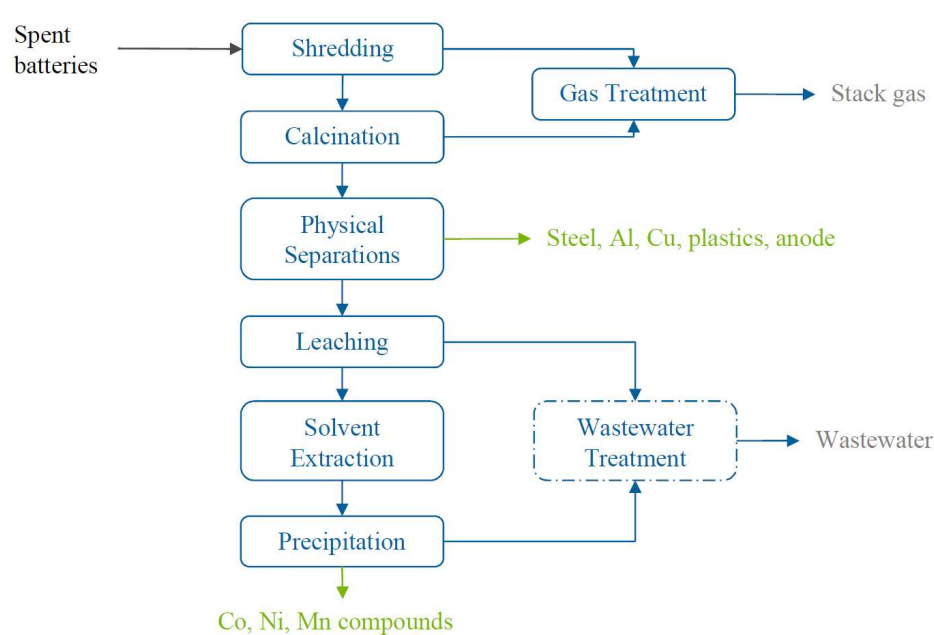 Spent
batteries
Shredding
Gas Treatment
Stack gas
Calcination
Physical
Separations
Steel, Al, Cu, plastics, anode
Leaching
Solvent
Extraction
Wastewater
Treatment
Wastewater
Precipitation
Co, Ni, Mn compounds